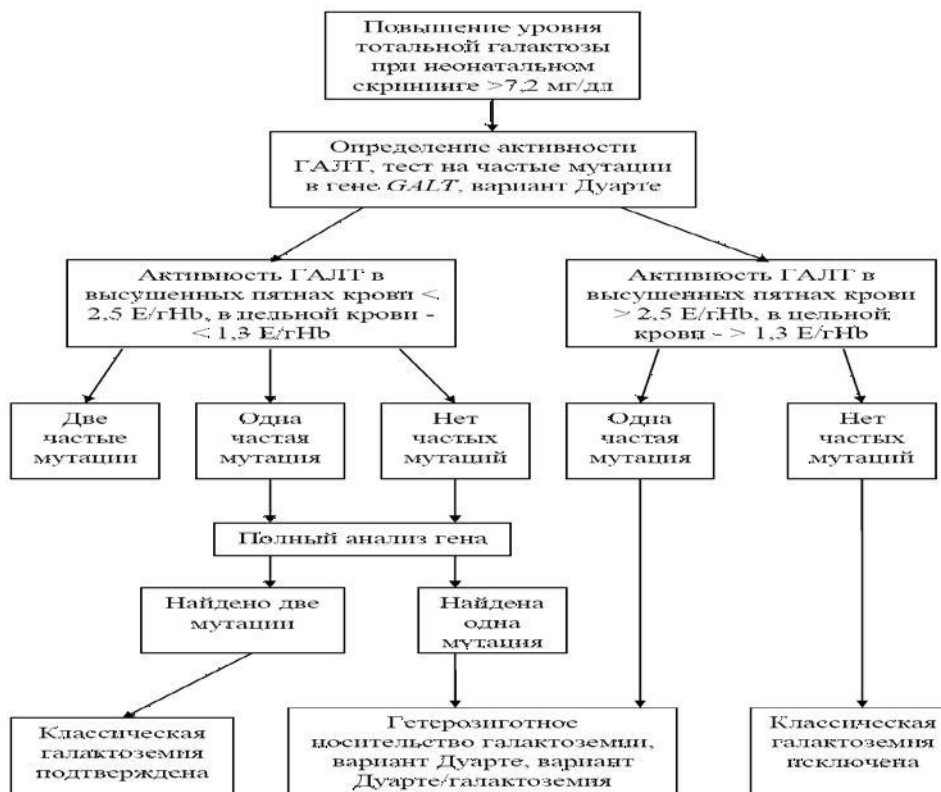 Повышение уровня
тотальной галактозы
при неонатальном
скрининге >7,2 мг/дл
Определение активности
ГАЛТ, тест на частые мутации
в гене GALT, вариант Дуарте
Активность ГАЛТ в
высушенных пятнах крови <
2,5 Е/гHb, в цельной крови -
< 1,3 Е/гHb
Активность ГАЛТ в
высушенных пятнах крови
> 2,5 Е/гHb, в цельной
крови - > 1,3 Е/гHb
Две
частые
мутации
Одна
частая
мутация
Нет
частых
мутаций
Одна
частая
мутация
Нет
частых
мутаций
Полный анализ гена
Найдено две
мутации
Найдена
одна
мутация
Классическая
галактоземия
подтверждена
Гетерозиготное
носительство галактоземии,
вариант Дуарте, вариант
Дуарте/галактоземия
Классическая
галактоземия
исключена